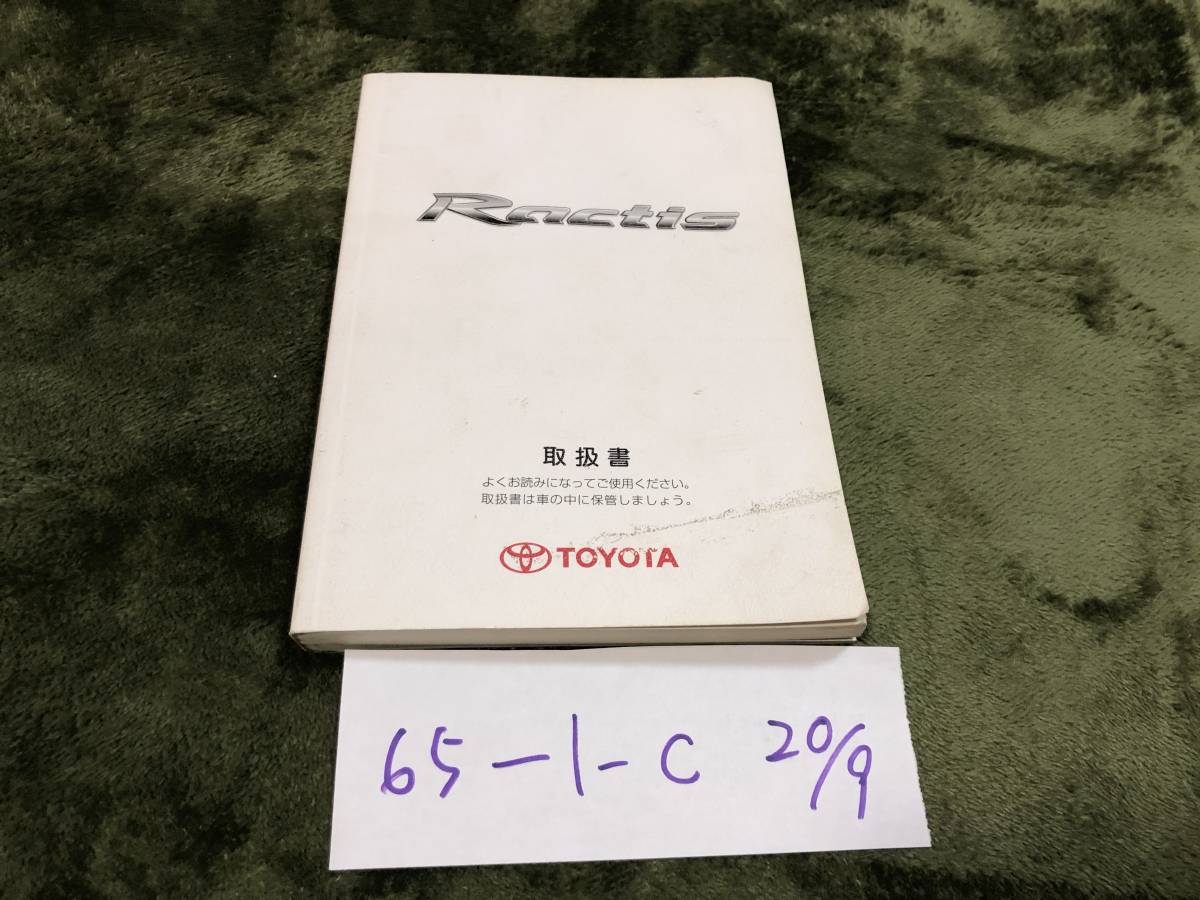 Ractis
取扱書
よくお読みになってご使用ください。
取扱書は車の中に保管しましょう。
TOYOTA
65-1-C 20/9